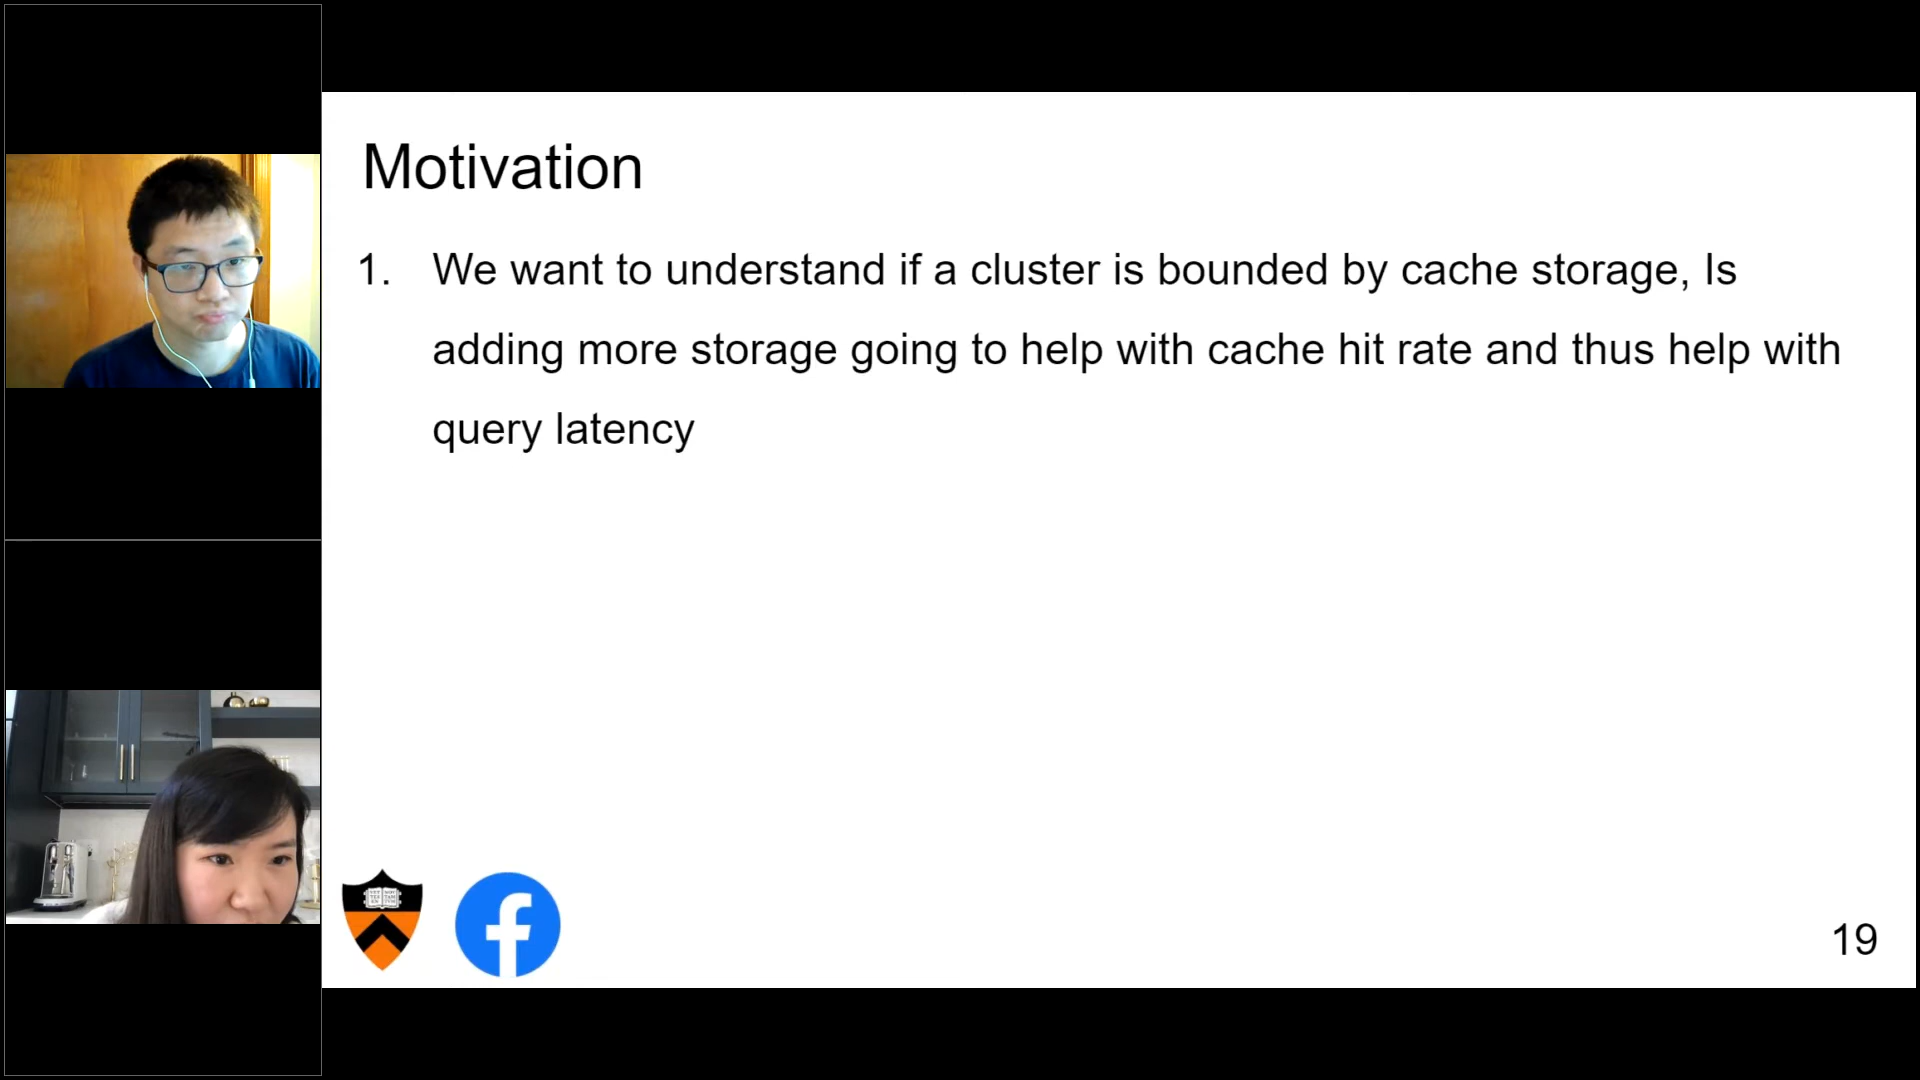 Motivation
1. We want to understand if a cluster is bounded by cache storage, Is
adding more storage going to help with cache hit rate and thus help with
query latency
19